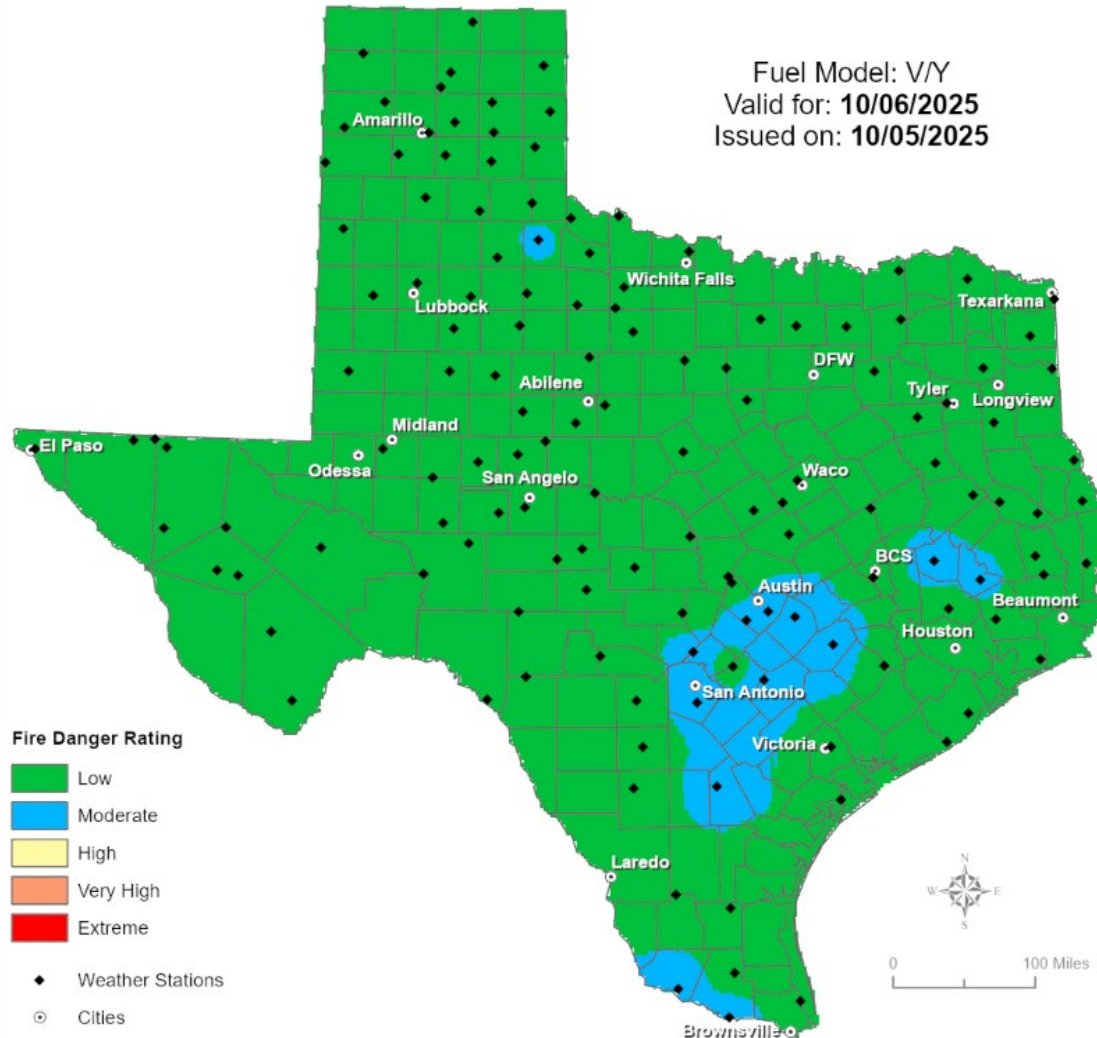 Fuel Model: V/Y
Valid for: 10/06/2025
Issued on: 10/05/2025
Amarillo
Wichita Falls
Lubbock
Texarkana
DFW
Abilene
Tyler
Longview
Midland
El Paso
Odessa
San Angelo
Waco
BCS
Austin
Beaumont
Houston
San Antonio
Victoria
Laredo
Brownsville
Fire Danger Rating
Low
Moderate
High
Very High
Extreme
Weather Stations
Cities
N
W E
S
0 100 Miles